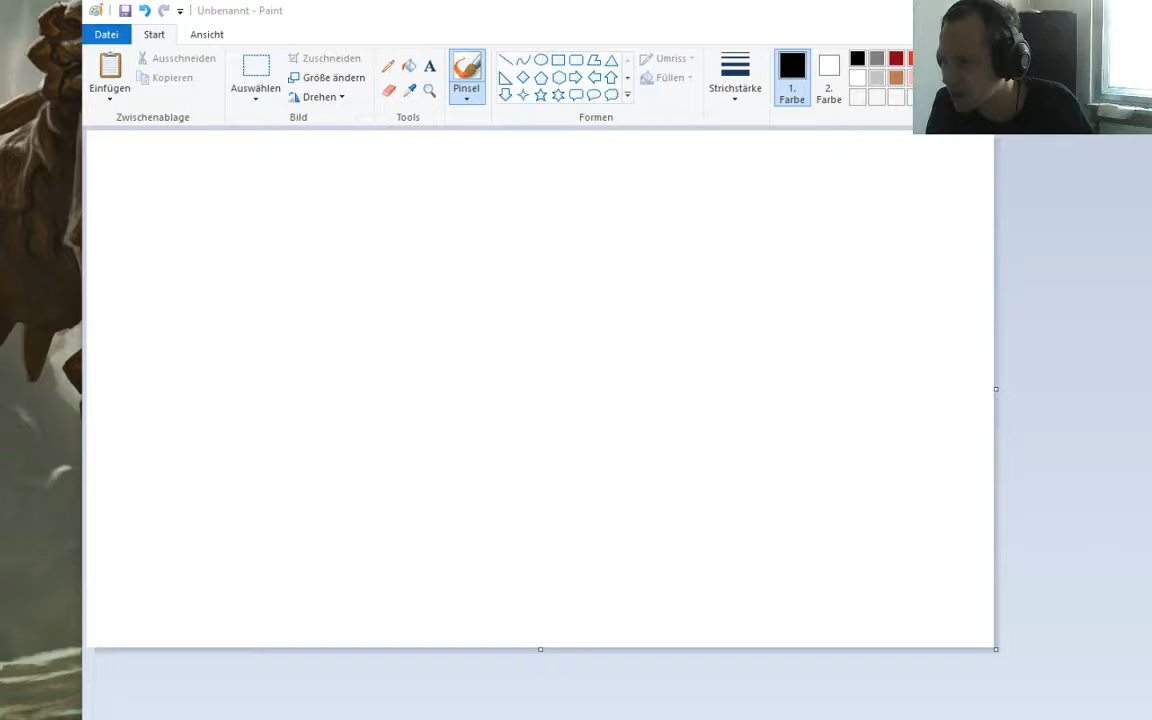 Unbenannt - Paint
Datei
Start
Ansicht
Einfügen
Ausschneiden
Kopieren
Zwischenablage
Auswählen
Zuschneiden
Größe ändern
Drehen
Bild
A
Tools
Pinsel
Formen
Umriss
Füllen
Strichstärke
1.
Farbe
2.
Farbe